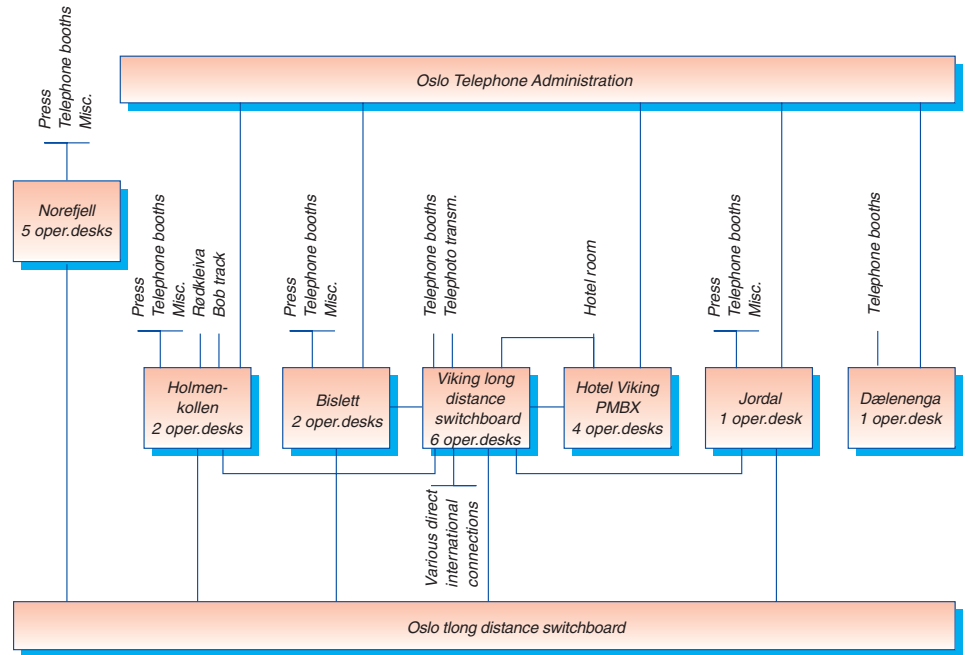 Oslo Telephone Administration
Press
Telephone booths
Misc.
Norefjell
5 oper.desks
Press
Telephone booths
Misc.
Rødkleiva
Bob track
Press
Telephone booths
Misc.
Telephone booths
Telephoto transm.
Hotel room
Press
Telephone booths
Misc.
Telephone booths
Holmen-
kollen
2 oper.desks
Bislett
2 oper.desks
Viking long
distance
switchboard
6 oper.desks
Hotel Viking
PMBX
4 oper.desks
Jordal
1 oper.desk
Dælenenga
1 oper.desk
Various direct
international
connections
Oslo tlong distance switchboard